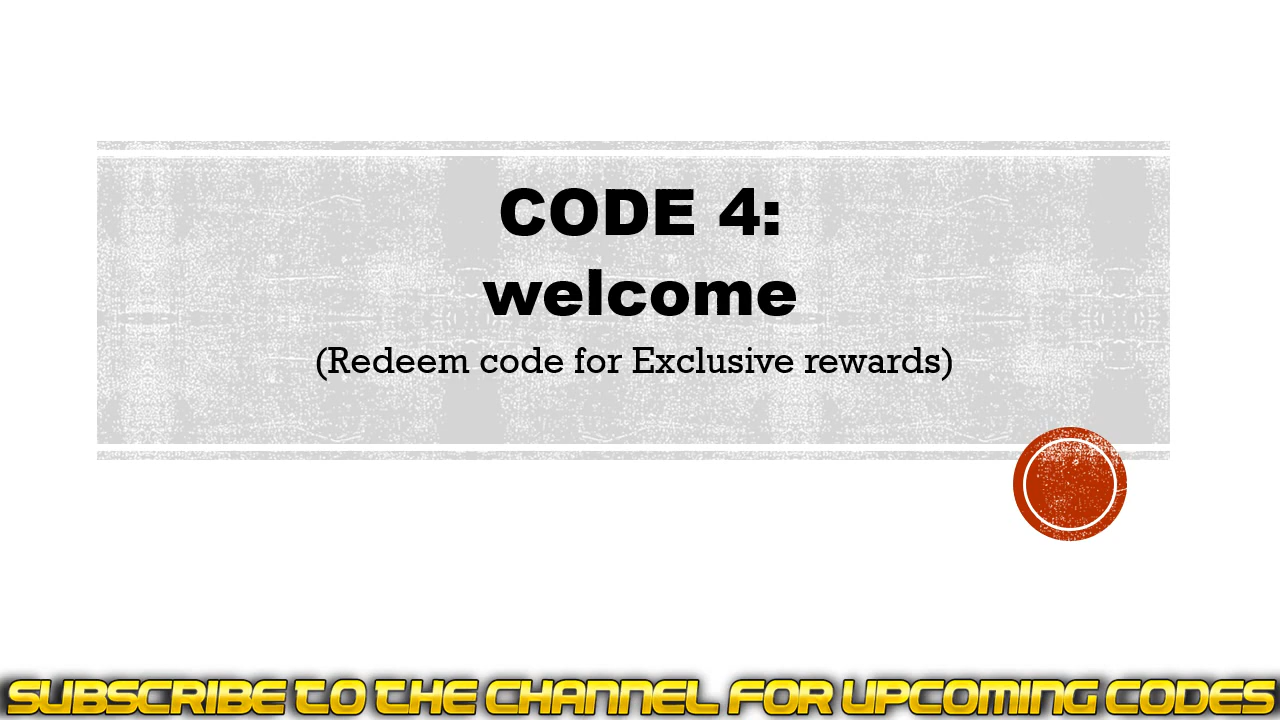 CODE 4:
welcome
(Redeem code for Exclusive rewards)
SUBSCRIBE TO THE CHANNEL FOR UPCOMING CODES